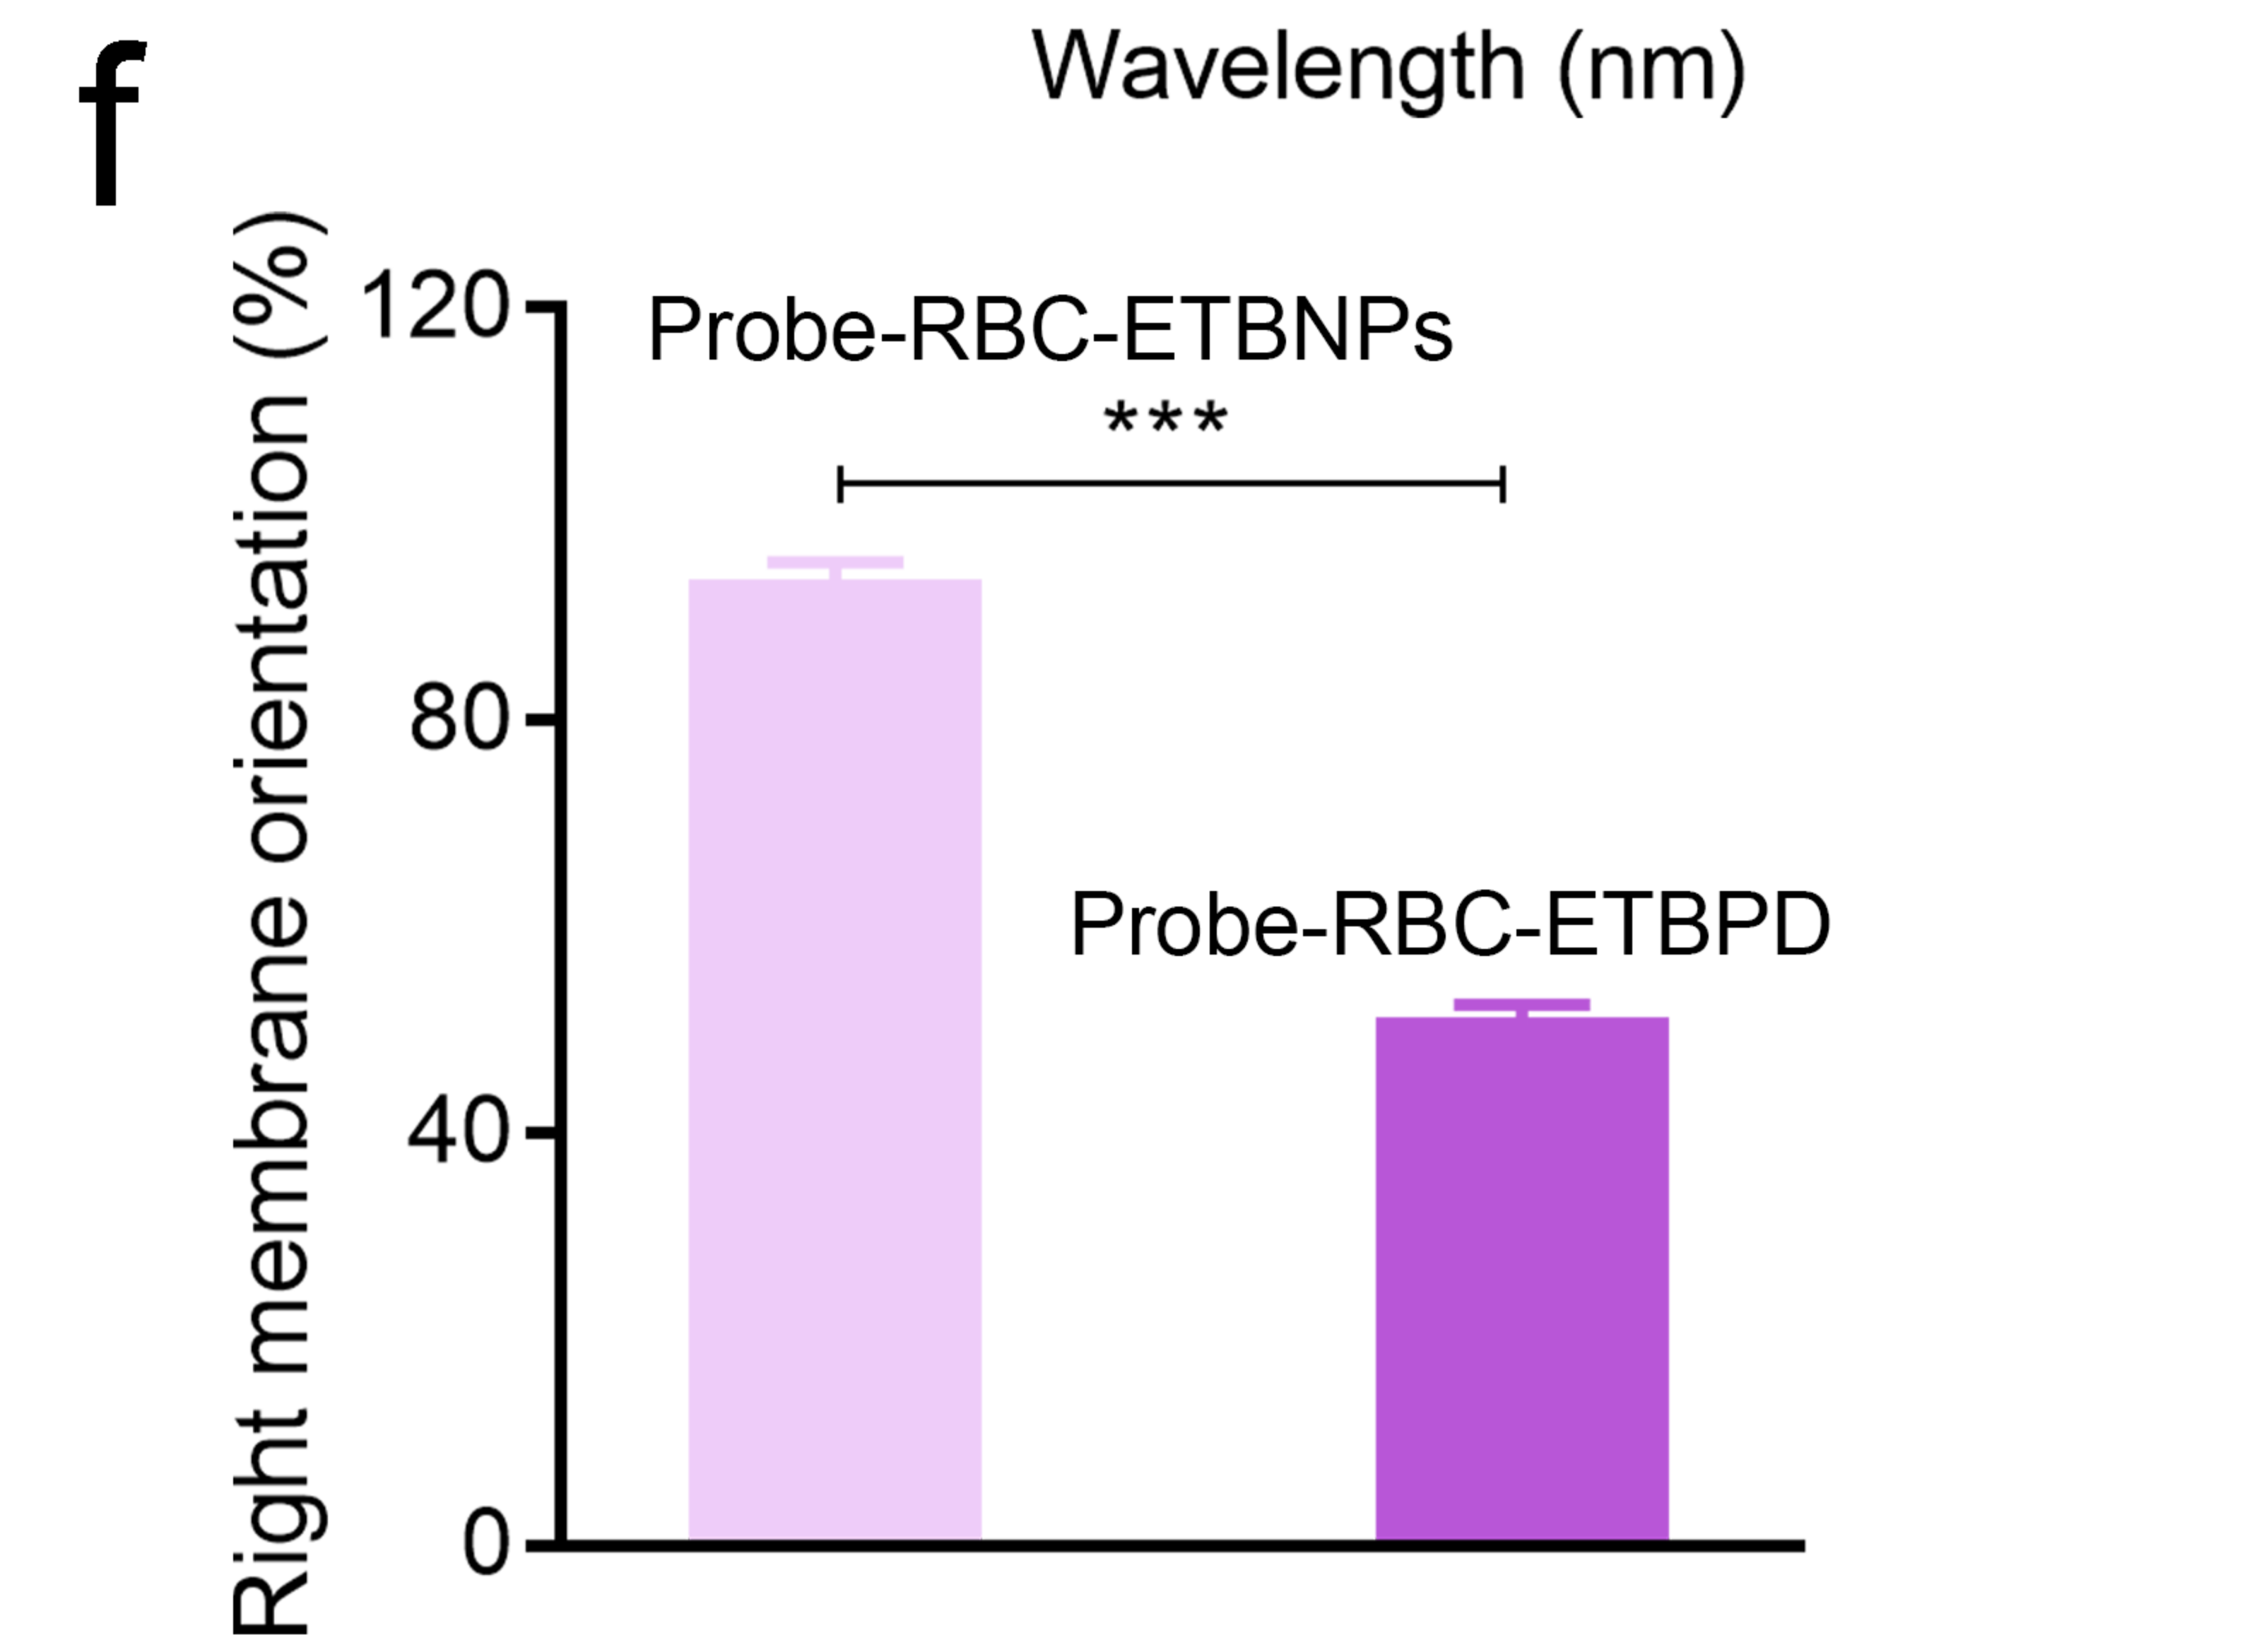 f
Wavelength (nm)
Right membrane orientation (%)
120
Probe-RBC-ETBNPs
***
80
Probe-RBC-ETBPD
40
0